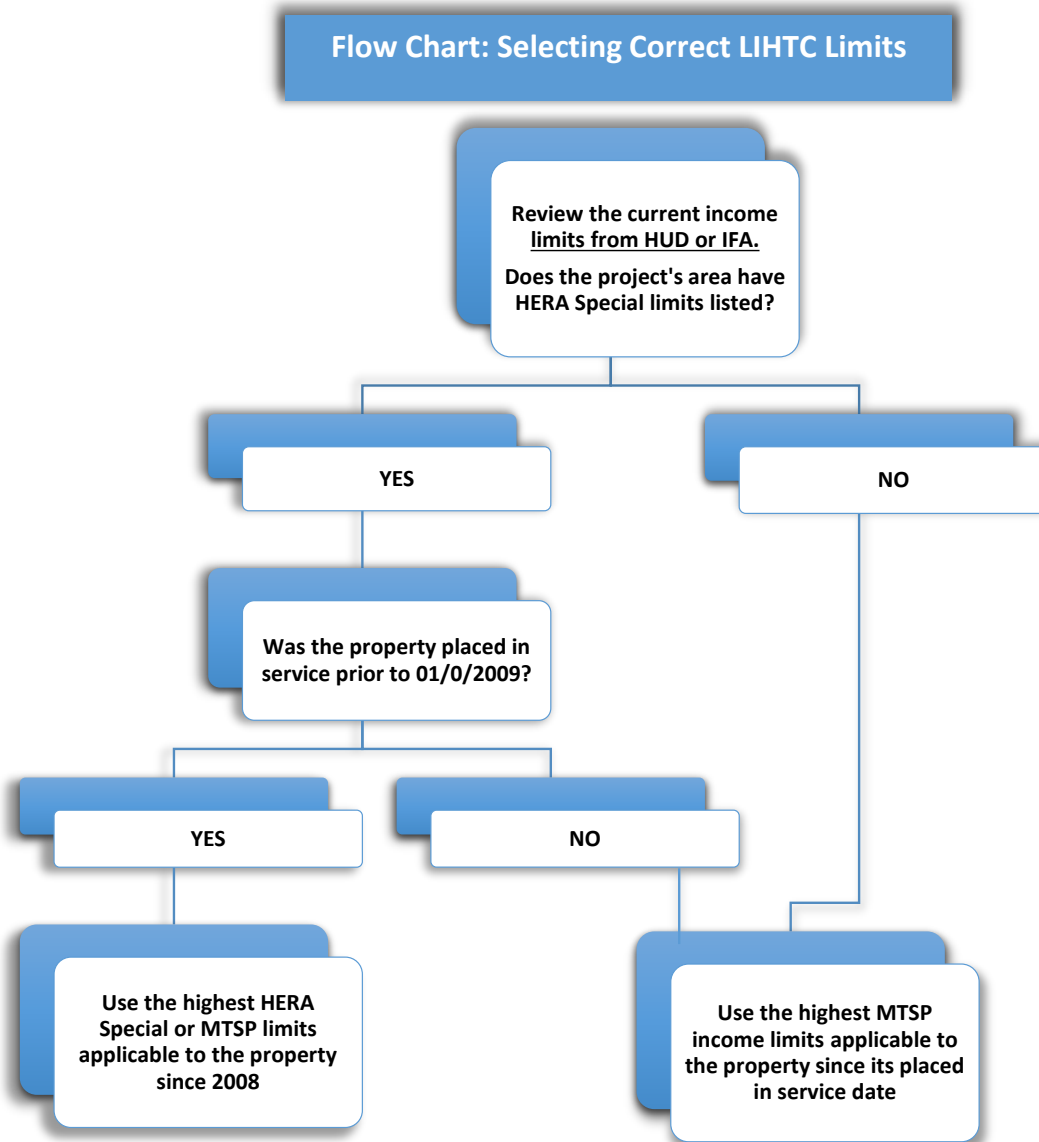 Flow Chart: Selecting Correct LIHTC Limits
Review the current income
limits from HUD or IFA.
Does the project's area have
HERA Special limits listed?
YES
NO
Was the property placed in
service prior to 01/0/2009?
YES
NO
Use the highest HERA
Special or MTSP limits
applicable to the property
since 2008
Use the highest MTSP
income limits applicable to
the property since its placed
in service date